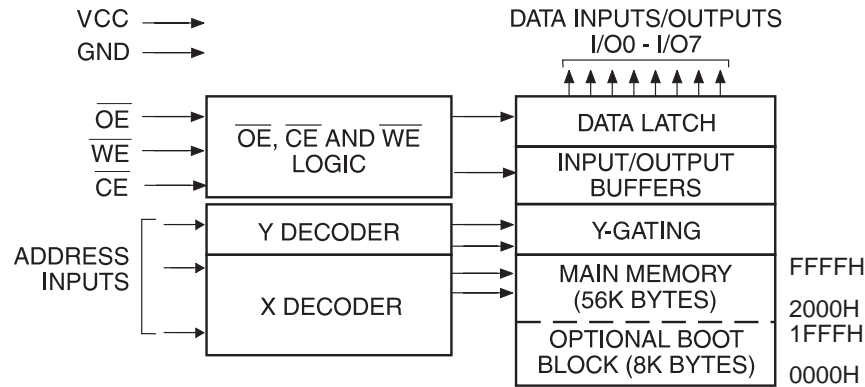 VCC
GND
OE
WE
CE
ADDRESS
INPUTS
OE, CE AND WE
LOGIC
Y DECODER
X DECODER
DATA INPUTS/OUTPUTS
I/O0 - I/O7
DATA LATCH
INPUT/OUTPUT
BUFFERS
Y-GATING
MAIN MEMORY
(56K BYTES)
OPTIONAL BOOT
BLOCK (8K BYTES)
FFFFH
2000H
1FFFH
0000H